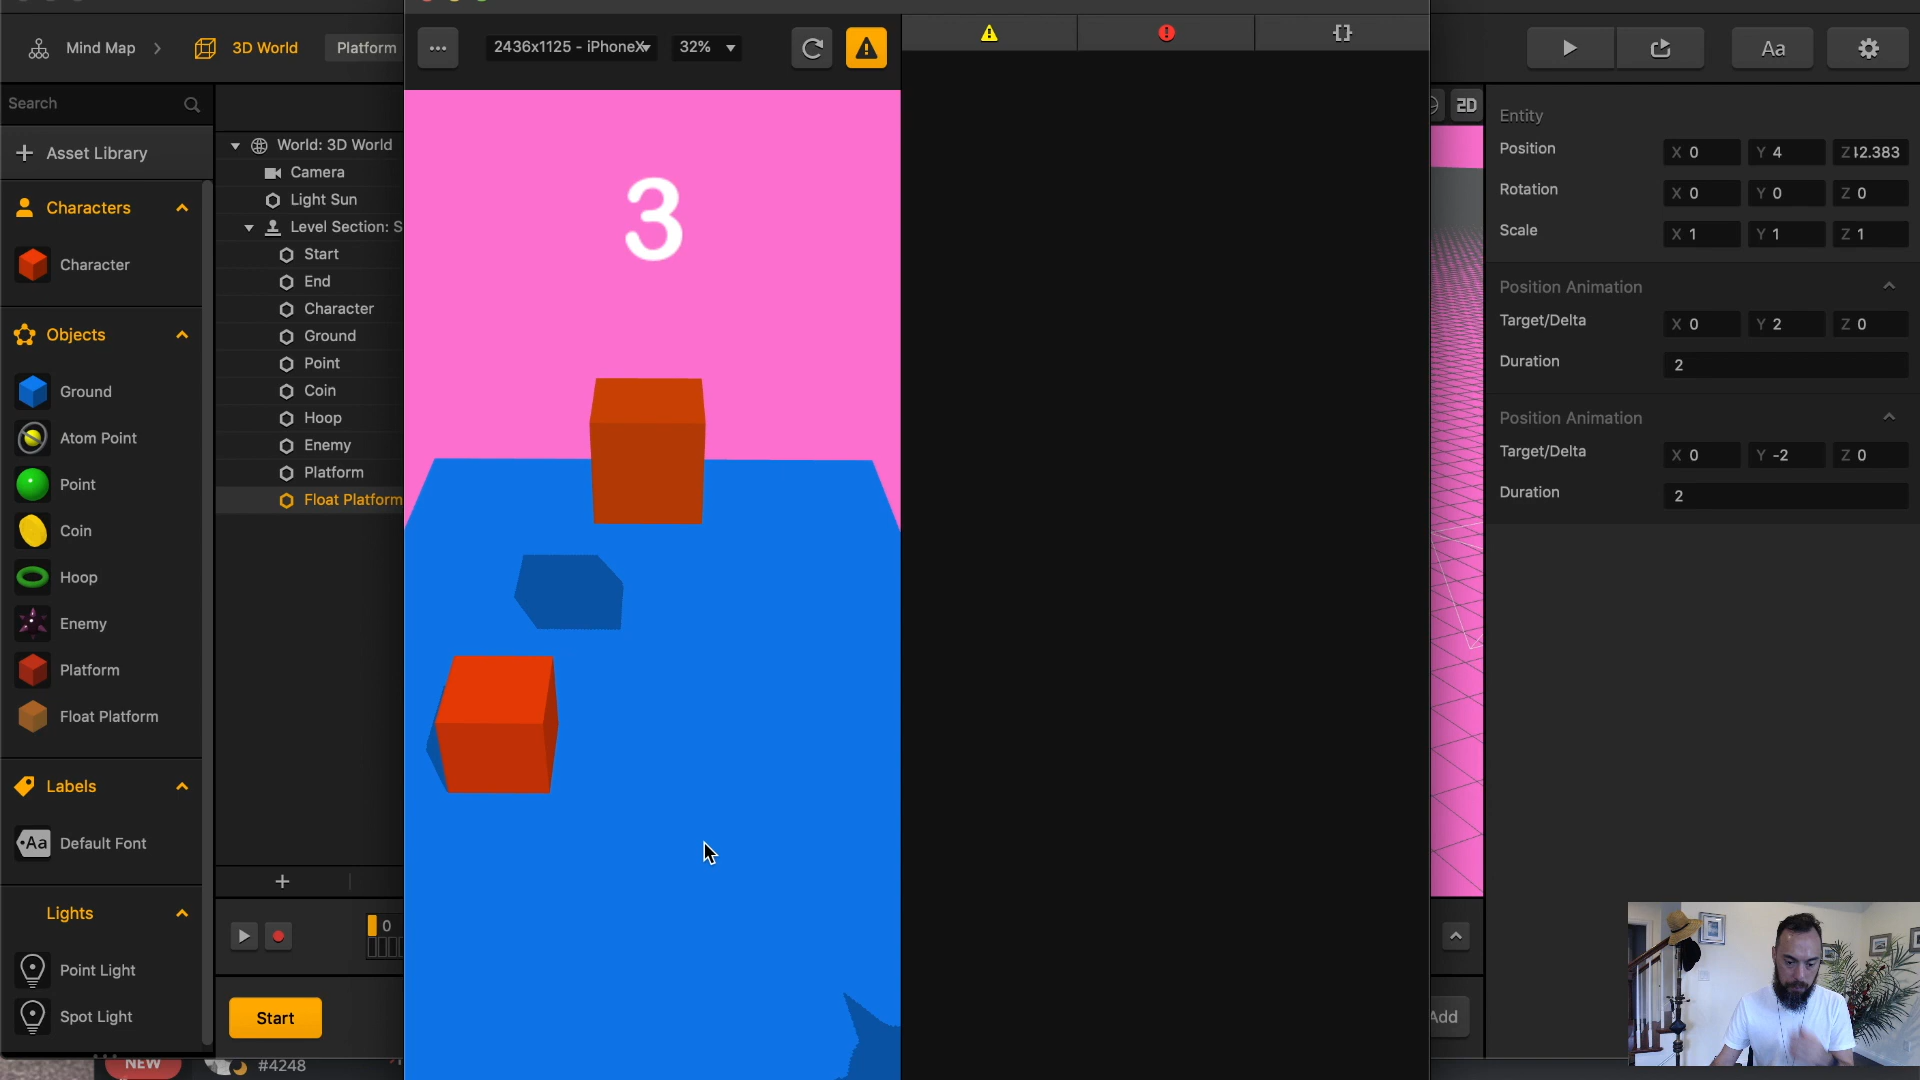 Mind Map
3D World
Platform
2436x1125 - iPhoneX
32%
Aa
Search
Asset Library
Characters
Character
Objects
Ground
Atom Point
Point
Coin
Hoop
Enemy
Platform
Float Platform
Labels
Aa
Default Font
Lights
Point Light
Spot Light
World: 3D World
Camera
Light Sun
Level Section: S
Start
End
Character
Ground
Point
Coin
Hoop
Enemy
Platform
Float Platform
0
Start
NEW
#4248
3
{}
2D
Add
Entity
Position
X 0
Y 4
Z 12.383
Rotation
X 0
Y 0
Z 0
Scale
X 1
Y 1
Z 1
Position Animation
Target/Delta
X 0
Y 2
Z 0
Duration
2
Position Animation
Target/Delta
X 0
Y -2
Z 0
Duration
2